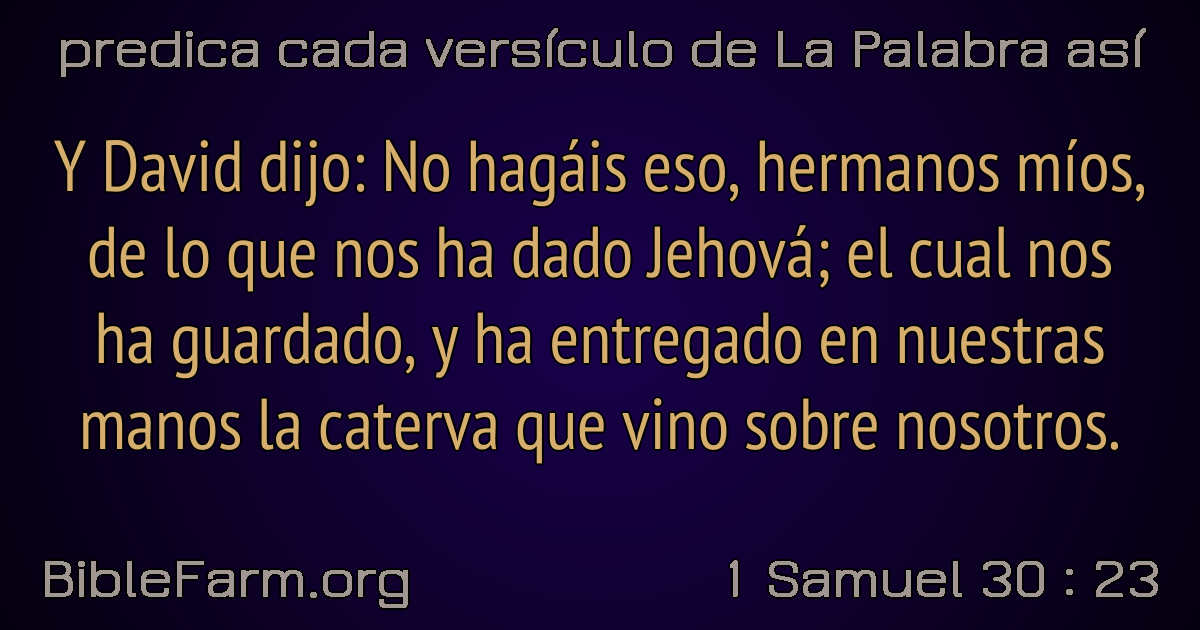 predica cada versículo de La Palabra así
Y David dijo: No hagáis eso, hermanos míos,
de lo que nos ha dado Jehová; el cual nos
ha guardado, y ha entregado en nuestras
manos la caterva que vino sobre nosotros.
BibleFarm.org
1 Samuel 30 : 23